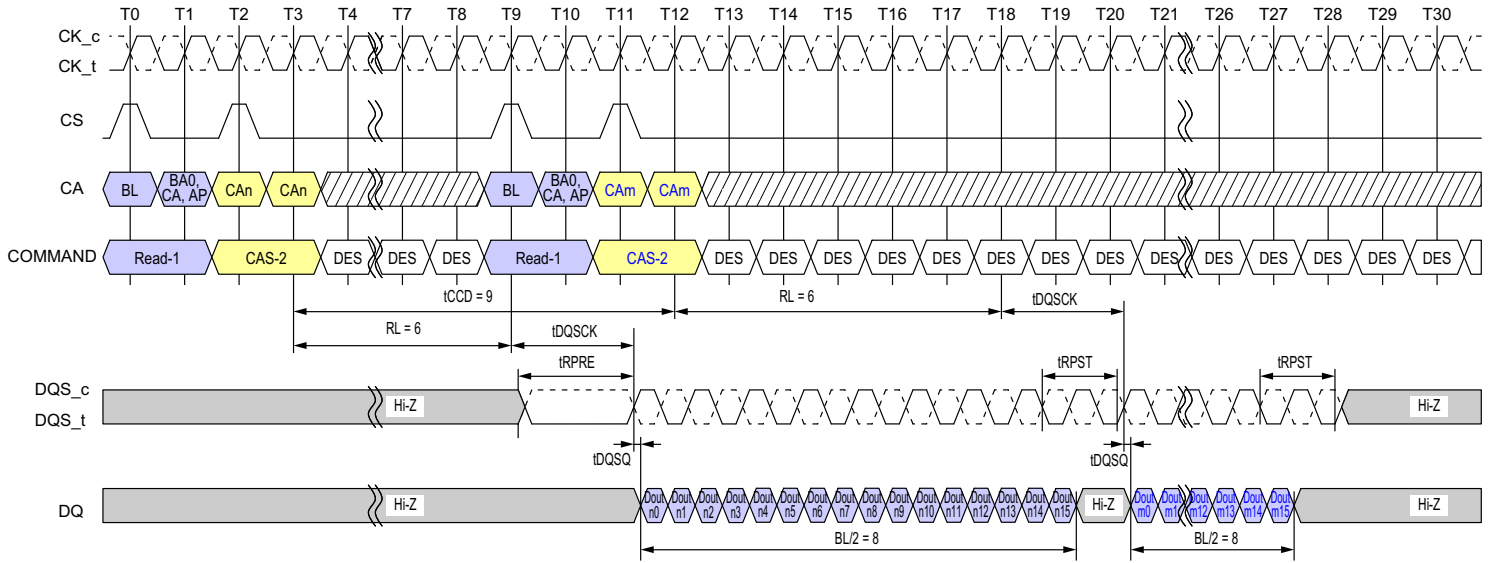 T0 T1 T2 T3 T4 T7 T8 T9 T10 T11 T12 T13 T14 T15 T16 T17 T18 T19 T20 T21 T26 T27 T28 T29 T30
CK_c
CK_t
CS
CA BL BA0, CA, AP CAn CAn BL BA0, CA, AP CAm CAm
COMMAND Read-1 CAS-2 DES DES DES Read-1 CAS-2 DES DES DES DES DES DES DES DES DES DES DES DES DES DES
tCCD = 9 RL = 6 tDQSCK
RL = 6 tDQSCK
tRPRE tRPST tRPST
DQS_c
DQS_t
Hi-Z Hi-Z
tDQSQ tDQSQ
DQ Hi-Z Dout n0 Dout n1 Dout n2 Dout n3 Dout n4 Dout n5 Dout n6 Dout n7 Dout n8 Dout n9 Dout n10 Dout n11 Dout n12 Dout n13 Dout n14 Dout n15 Hi-Z Dout m0 Dout m1 Dout m12 Dout m13 Dout m14 Dout m15 Hi-Z
BL/2 = 8 BL/2 = 8